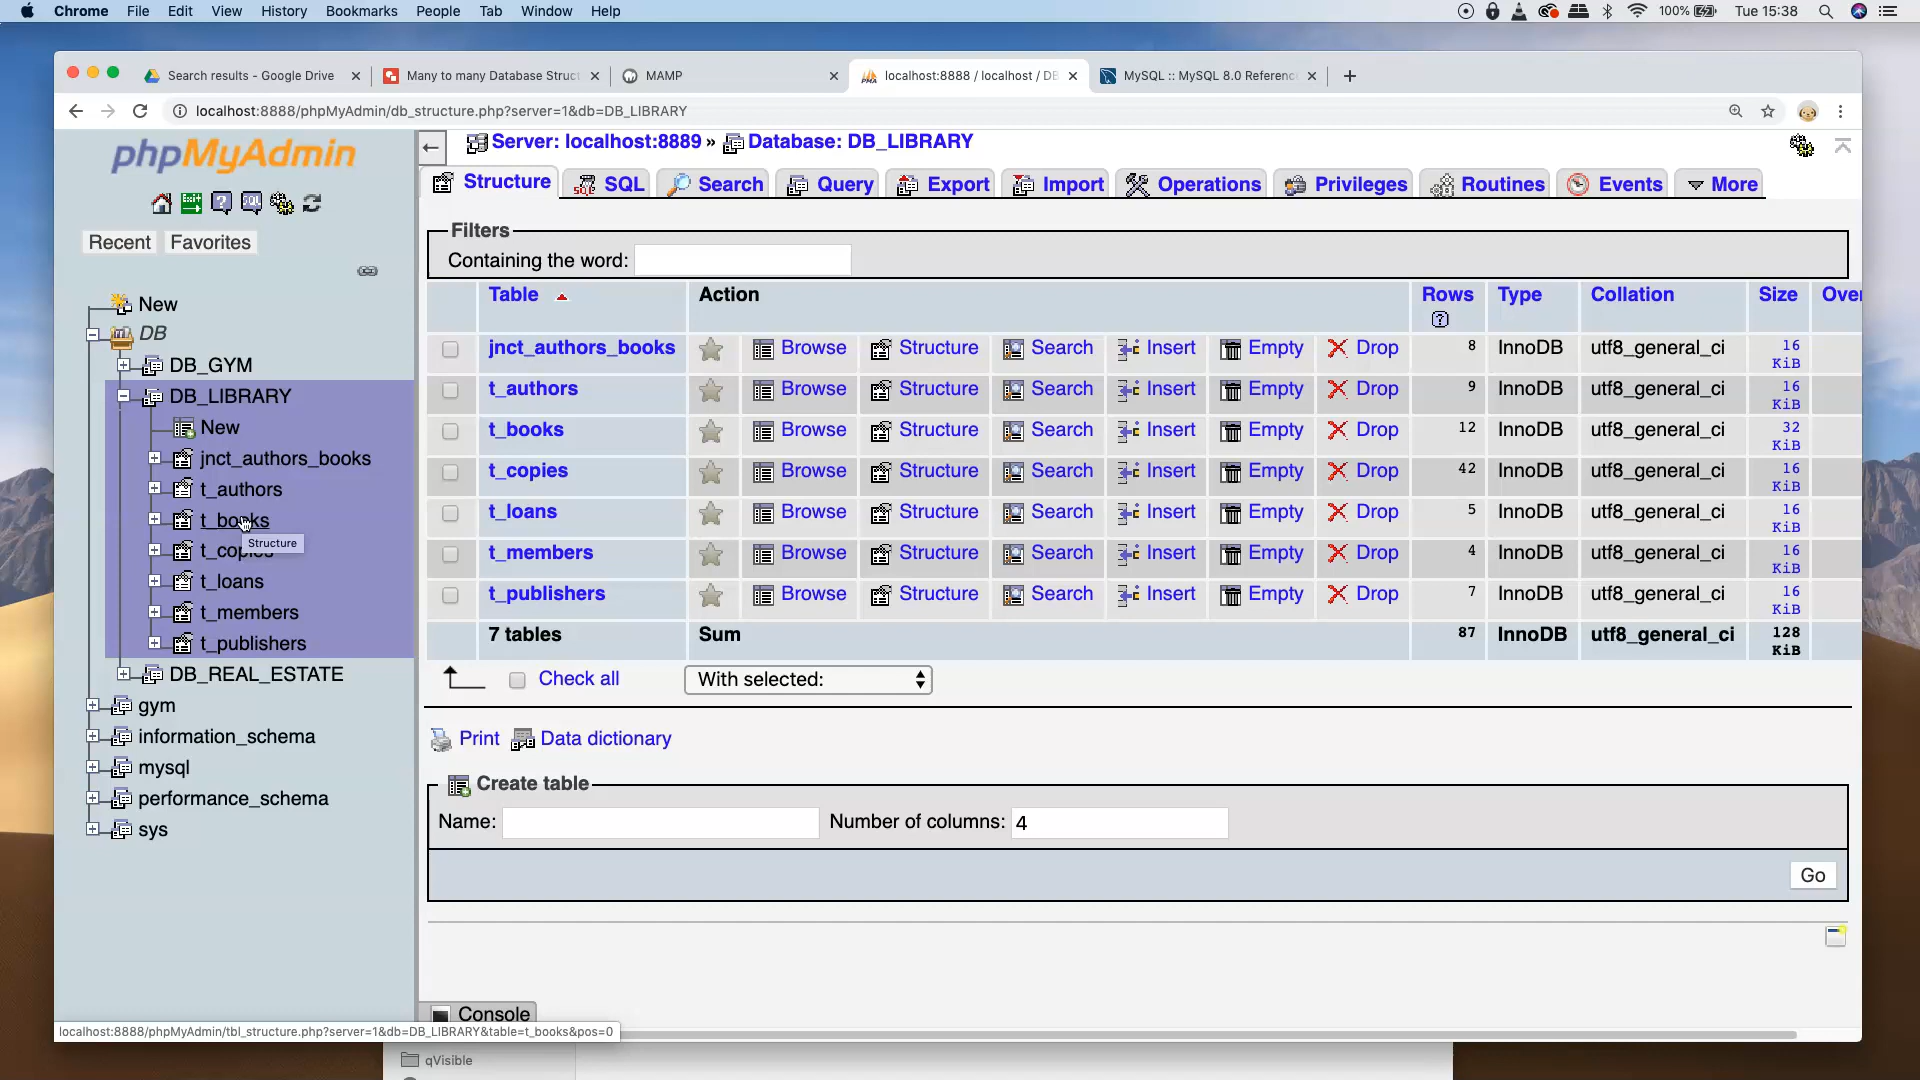 Chrome File Edit View History Bookmarks People Tab Window Help 100% Tue 15:38
Search results - Google Drive Many to many Database Struct MAMP localhost:8888 / localhost / DB MySQL :: MySQL 8.0 Referenc
localhost:8888/phpMyAdmin/db_structure.php?server=1&db=DB_LIBRARY
phpMyAdmin
Recent Favorites
New
DB
DB_GYM
DB_LIBRARY
New
jnct_authors_books
t_authors
t_books
Structure
t_copies
t_loans
t_members
t_publishers
DB_REAL_ESTATE
gym
information_schema
mysql
performance_schema
sys
Server: localhost:8889 » Database: DB_LIBRARY
Structure SQL Search Query Export Import Operations Privileges Routines Events More
Filters
Containing the word:
Table Action Rows Type Collation Size Over
jnct_authors_books Browse Structure Search Insert Empty Drop 8 InnoDB utf8_general_ci 16 KiB
t_authors Browse Structure Search Insert Empty Drop 9 InnoDB utf8_general_ci 16 KiB
t_books Browse Structure Search Insert Empty Drop 12 InnoDB utf8_general_ci 32 KiB
t_copies Browse Structure Search Insert Empty Drop 42 InnoDB utf8_general_ci 16 KiB
t_loans Browse Structure Search Insert Empty Drop 5 InnoDB utf8_general_ci 16 KiB
t_members Browse Structure Search Insert Empty Drop 4 InnoDB utf8_general_ci 16 KiB
t_publishers Browse Structure Search Insert Empty Drop 7 InnoDB utf8_general_ci 16 KiB
7 tables Sum 87 InnoDB utf8_general_ci 128 KiB
Check all With selected:
Print Data dictionary
Create table
Name: Number of columns: 4
Go
Console
localhost:8888/phpMyAdmin/tbl_structure.php?server=1&db=DB_LIBRARY&table=t_books&pos=0
qVisible